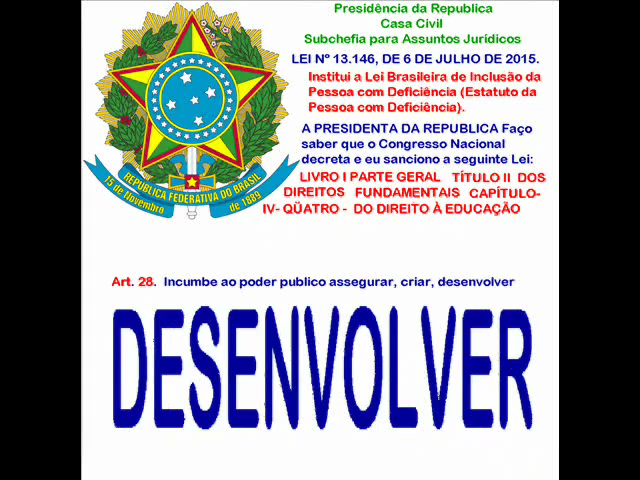 Presidência da Republica
Casa Civil
Subchefia para Assuntos Jurídicos
LEI Nº 13.146, DE 6 DE JULHO DE 2015.
Institui a Lei Brasileira de Inclusão da
Pessoa com Deficiência (Estatuto da
Pessoa com Deficiência).
A PRESIDENTA DA REPUBLICA Faço
saber que o Congresso Nacional
decreta e eu sanciono a seguinte Lei:
LIVRO I PARTE GERAL TÍTULO II DOS
DIREITOS FUNDAMENTAIS CAPÍTULO-
IV- QÜATRO - DO DIREITO À EDUCAÇÃO
REPUBLICA FEDERATIVA DO BRASIL
15 de Novembro
de 1889
Art. 28. Incumbe ao poder publico assegurar, criar, desenvolver
DESENVOLVER